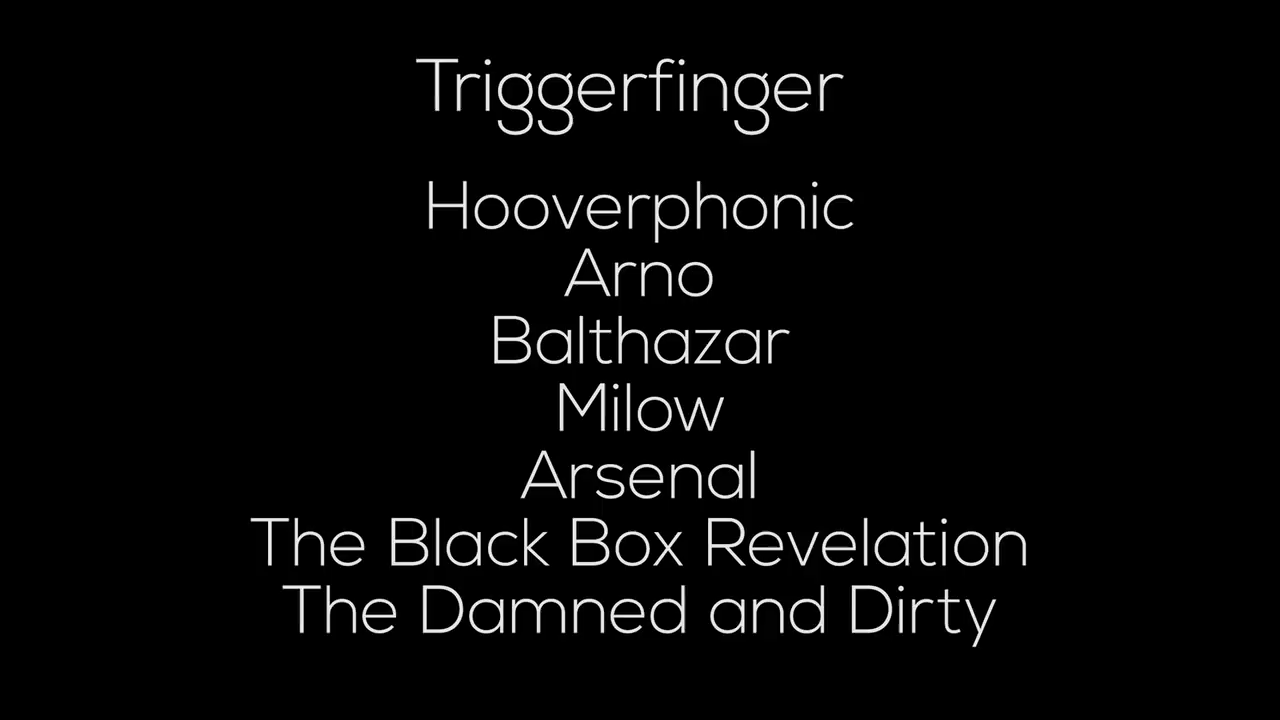 Triggerfinger
Hooverphonic
Arno
Balthazar
Milow
Arsenal
The Black Box Revelation
The Damned and Dirty